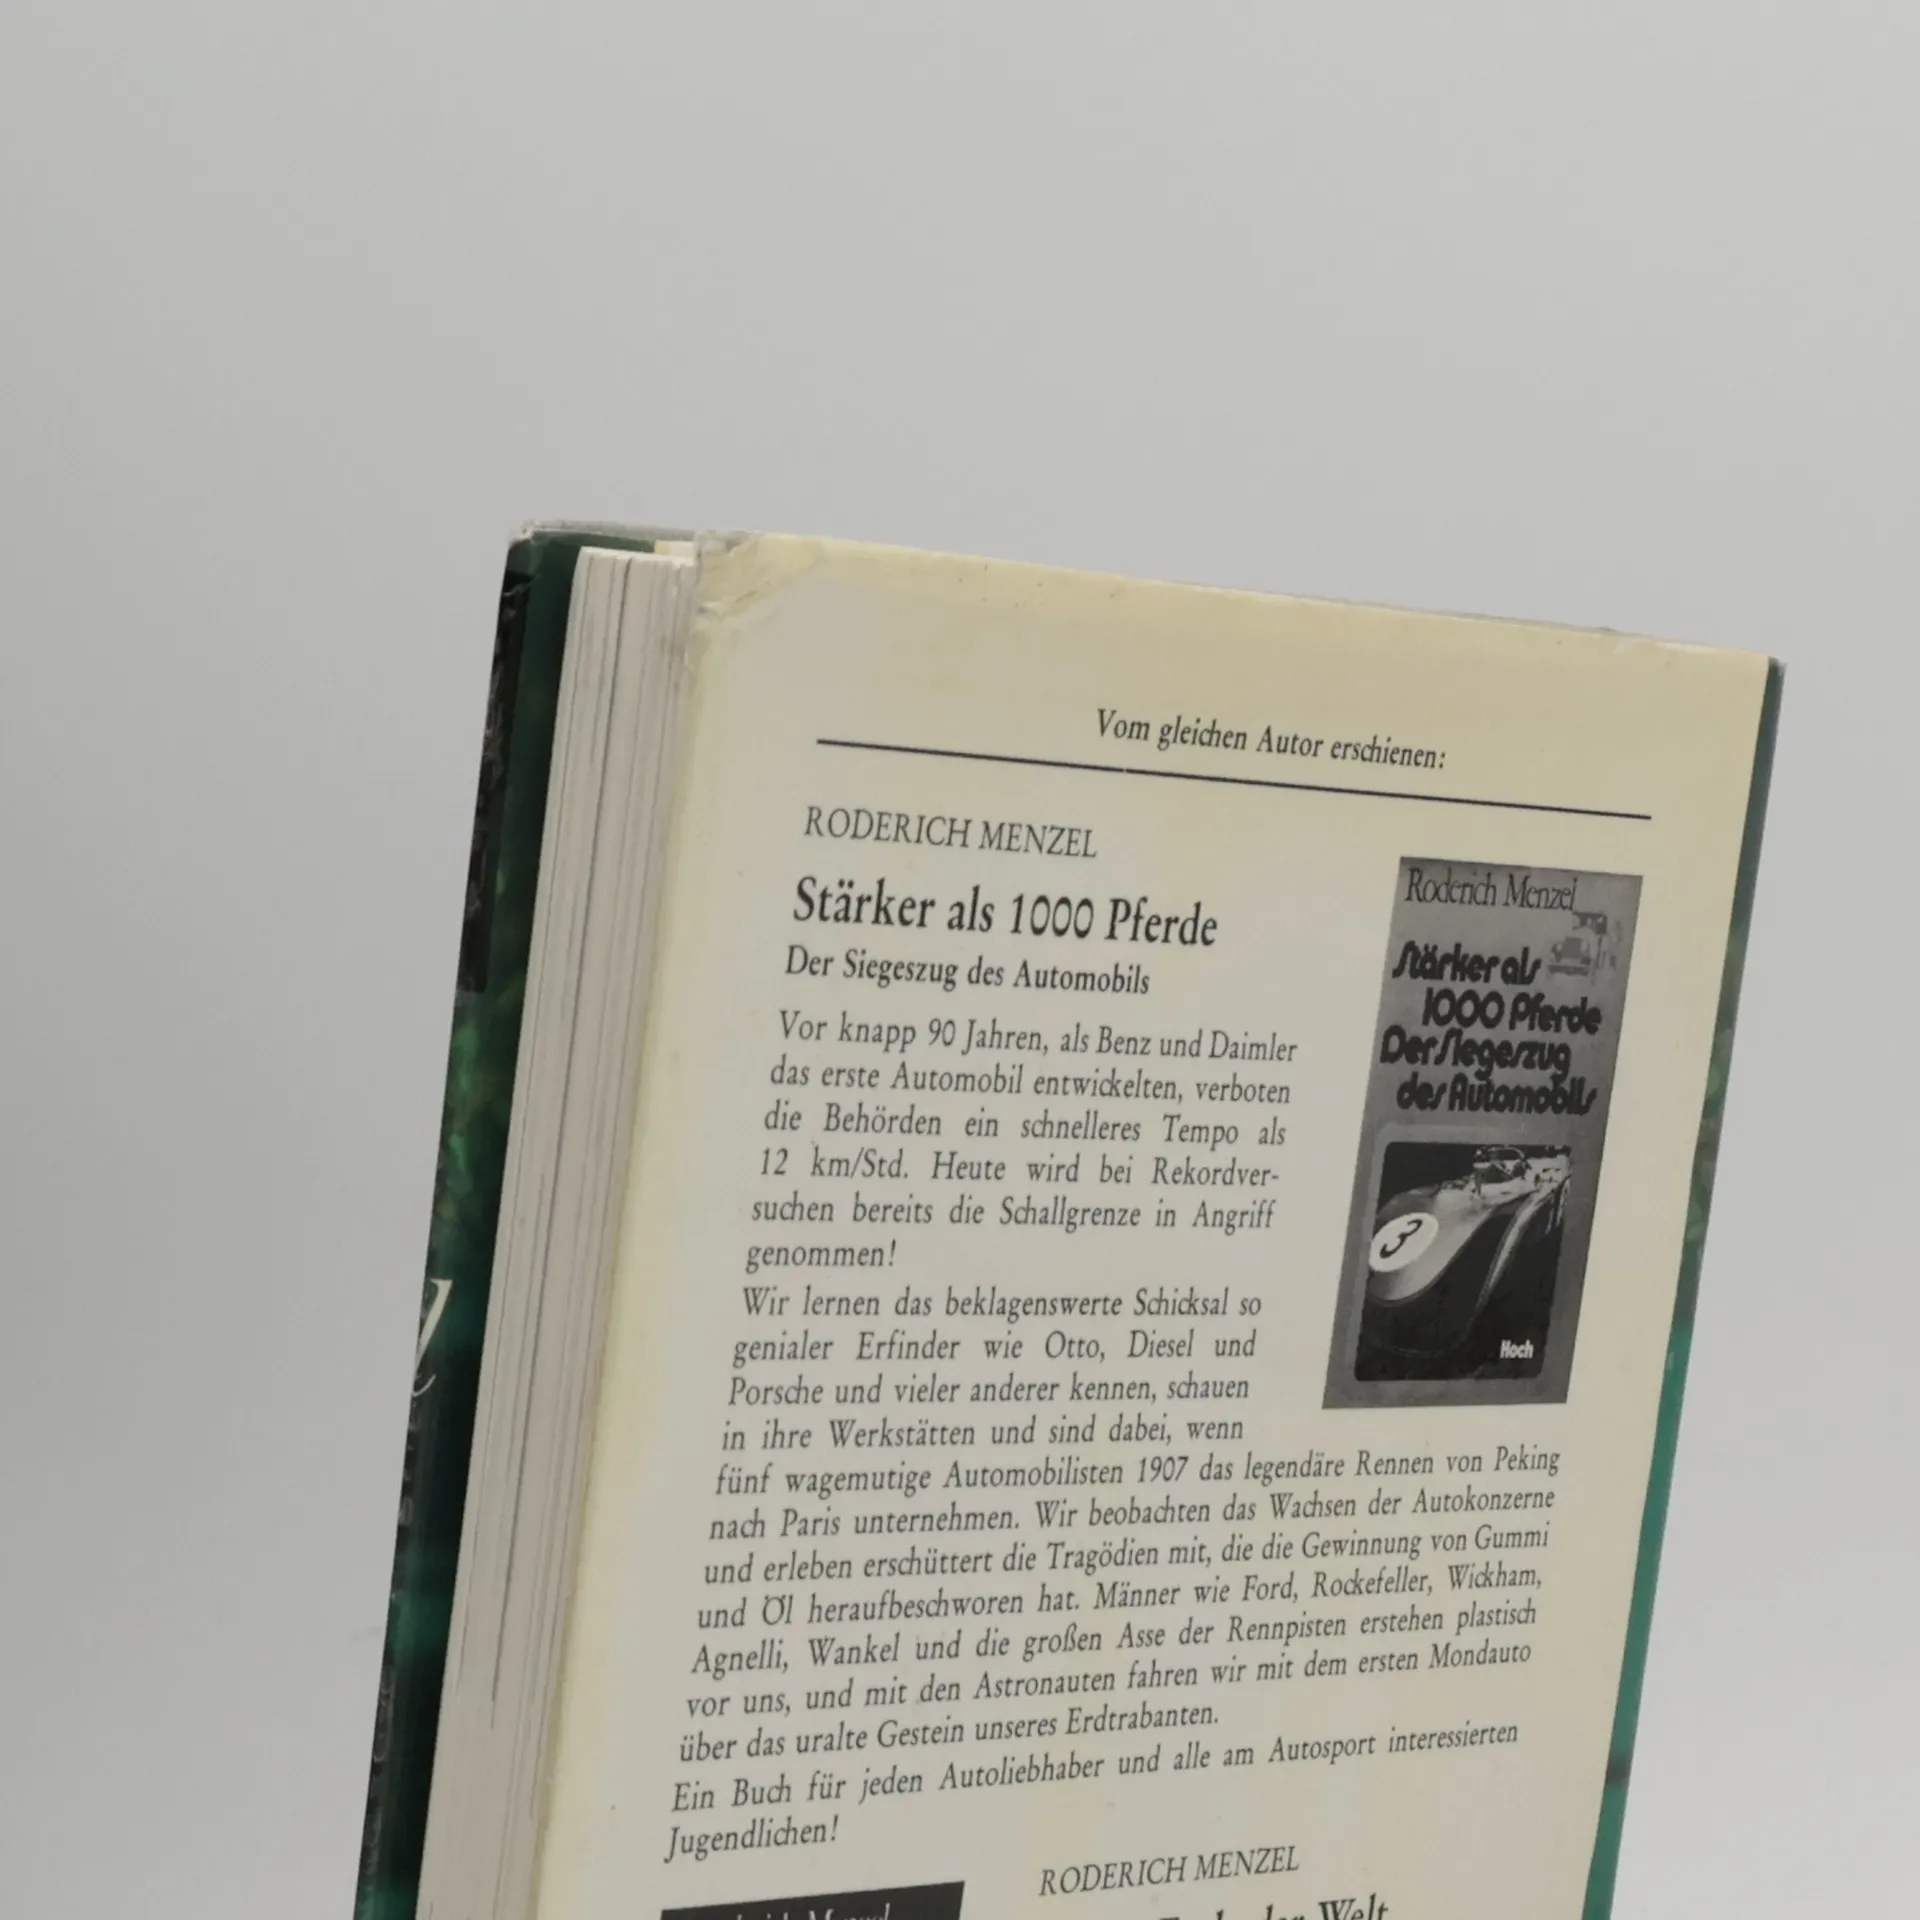 Vom gleichen Autor erschienen:
RODERICH MENZEL
Stärker als 1000 Pferde
Der Siegeszug des Automobils
Vor knapp 90 Jahren, als Benz und Daimler
das erste Automobil entwickelten, verboten
die Behörden ein schnelleres Tempo als
12 km/Std. Heute wird bei Rekordver-
suchen bereits die Schallgrenze in Angriff
genommen!
Wir lernen das beklagenswerte Schicksal so
genialer Erfinder wie Otto, Diesel und
Porsche und vieler anderer kennen, schauen
in ihre Werkstätten und sind dabei, wenn
fünf wagemutige Automobilisten 1907 das legendäre Rennen von Peking
nach Paris unternehmen. Wir beobachten das Wachsen der Autokonzerne
und erleben erschüttert die Tragödien mit, die die Gewinnung von Gummi
und Öl heraufbeschworen hat. Männer wie Ford, Rockefeller, Wickham,
Agnelli, Wankel und die großen Asse der Rennpisten erstehen plastisch
vor uns, und mit den Astronauten fahren wir mit dem ersten Mondauto
über das uralte Gestein unseres Erdtrabanten.
Ein Buch für jeden Autoliebhaber und alle am Autosport interessierten
Jugendlichen!
Roderich Menzel
Stärker als
1000 Pferde
Der Siegeszug
des Automobils
3
Hoch
RODERICH MENZEL
der Welt